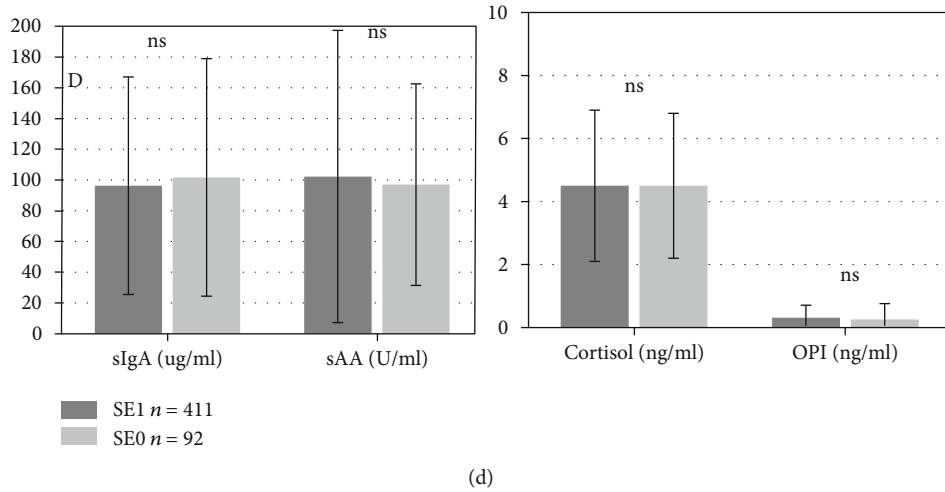 200
180
160
140
120
100
80
60
40
20
0
D
ns
ns
sIgA (ug/ml)
sAA (U/ml)
10
8
6
4
2
0
ns
ns
Cortisol (ng/ml)
OPI (ng/ml)
SE1 n = 411
SE0 n = 92
(d)